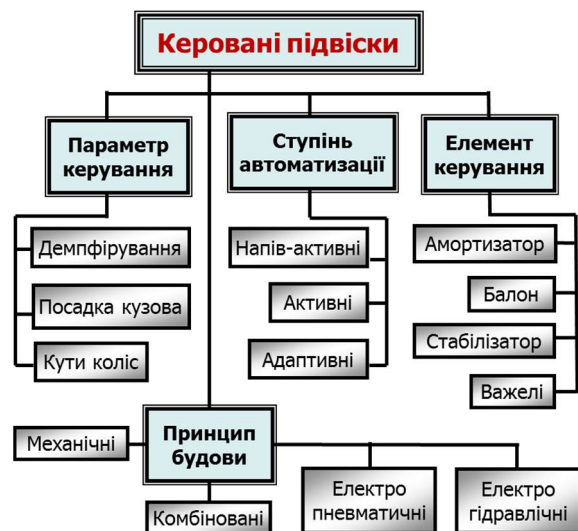 Керовані підвіски
Параметр
керування
Ступінь
автоматизації
Елемент
керування
Демпфірування
Посадка кузова
Кути коліс
Напів-активні
Активні
Адаптивні
Амортизатор
Балон
Стабілізатор
Важелі
Принцип
будови
Механічні
Комбіновані
Електро
пневматичні
Електро
гідравлічні